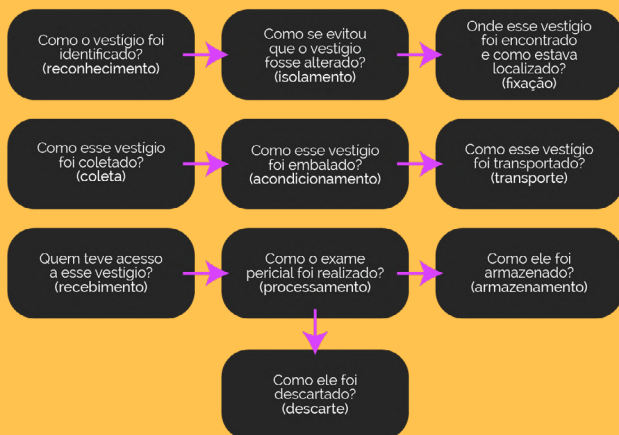 Como o vestígio foi
identificado?
(reconhecimento)
Como se evitou
que o vestígio
fosse alterado?
(isolamento)
Onde esse vestígio
foi encontrado
e como estava
localizado?
(fixação)
Como esse vestígio
foi coletado?
(coleta)
Como esse vestígio
foi embalado?
(acondicionamento)
Como esse vestígio
foi transportado?
(transporte)
Quem teve acesso
a esse vestígio?
(recebimento)
Como o exame
pericial foi realizado?
(processamento)
Como ele foi
armazenado?
(armazenamento)
Como ele foi
descartado?
(descarte)